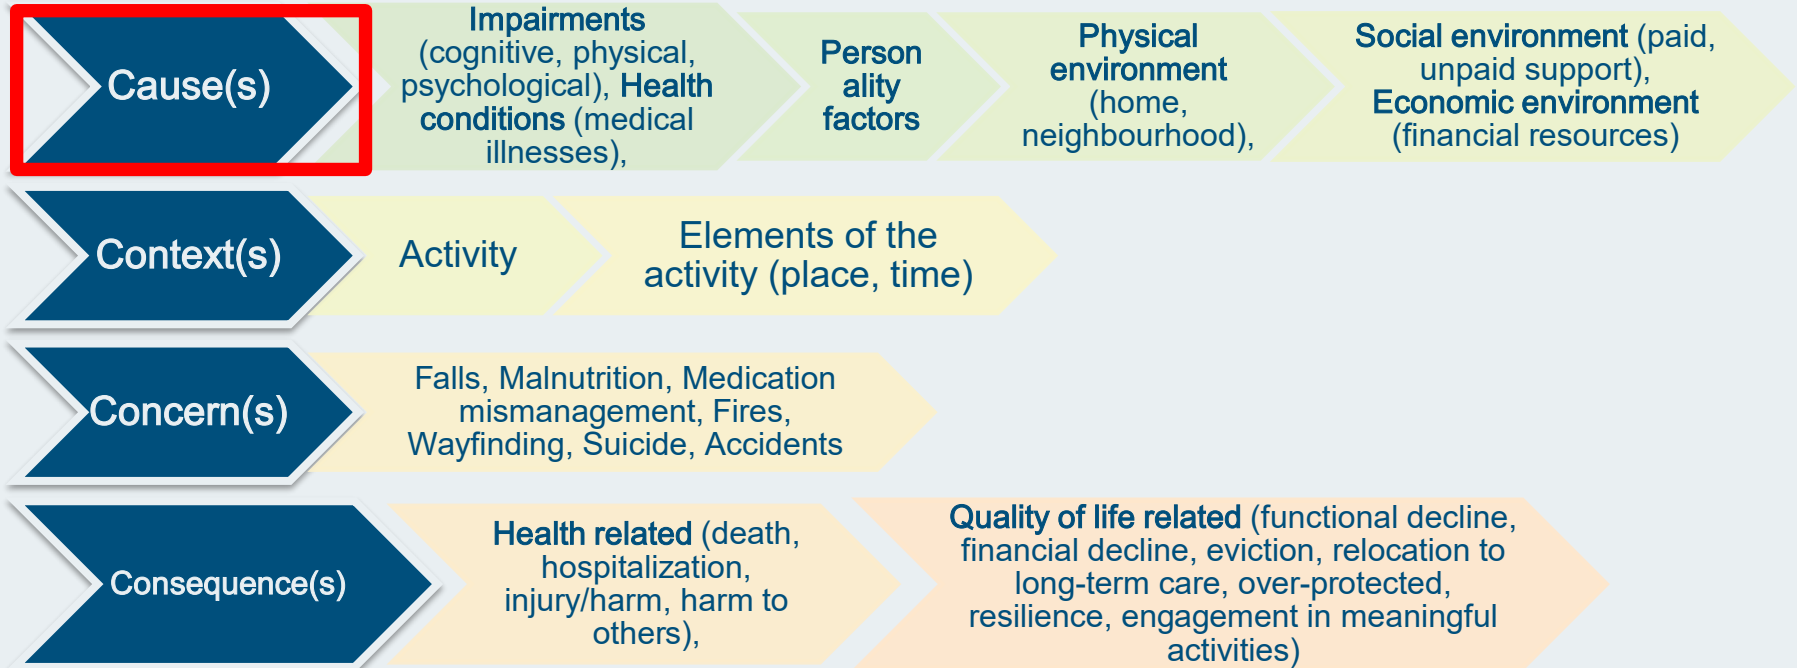 Cause(s)
Impairments
(cognitive, physical,
psychological), Health
conditions (medical
illnesses),
Person
ality
factors
Physical
environment
(home,
neighbourhood),
Social environment (paid,
unpaid support),
Economic environment
(financial resources)
Context(s)
Activity
Elements of the
activity (place, time)
Concern(s)
Falls, Malnutrition, Medication
mismanagement, Fires,
Wayfinding, Suicide, Accidents
Consequence(s)
Health related (death,
hospitalization,
injury/harm, harm to
others),
Quality of life related (functional decline,
financial decline, eviction, relocation to
long-term care, over-protected,
resilience, engagement in meaningful
activities)